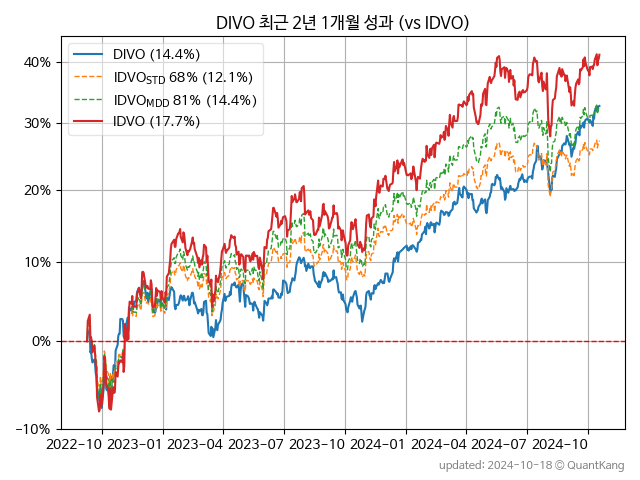 DIVO 최근 2년 1개월 성과 (vs IDVO)
DIVO (14.4%)
IDVO_STD 68% (12.1%)
IDVO_MDD 81% (14.4%)
IDVO (17.7%)
40%
30%
20%
10%
0%
−10%
2022-10 2023-01 2023-04 2023-07 2023-10 2024-01 2024-04 2024-07 2024-10
updated: 2024-10-18 © QuantKang